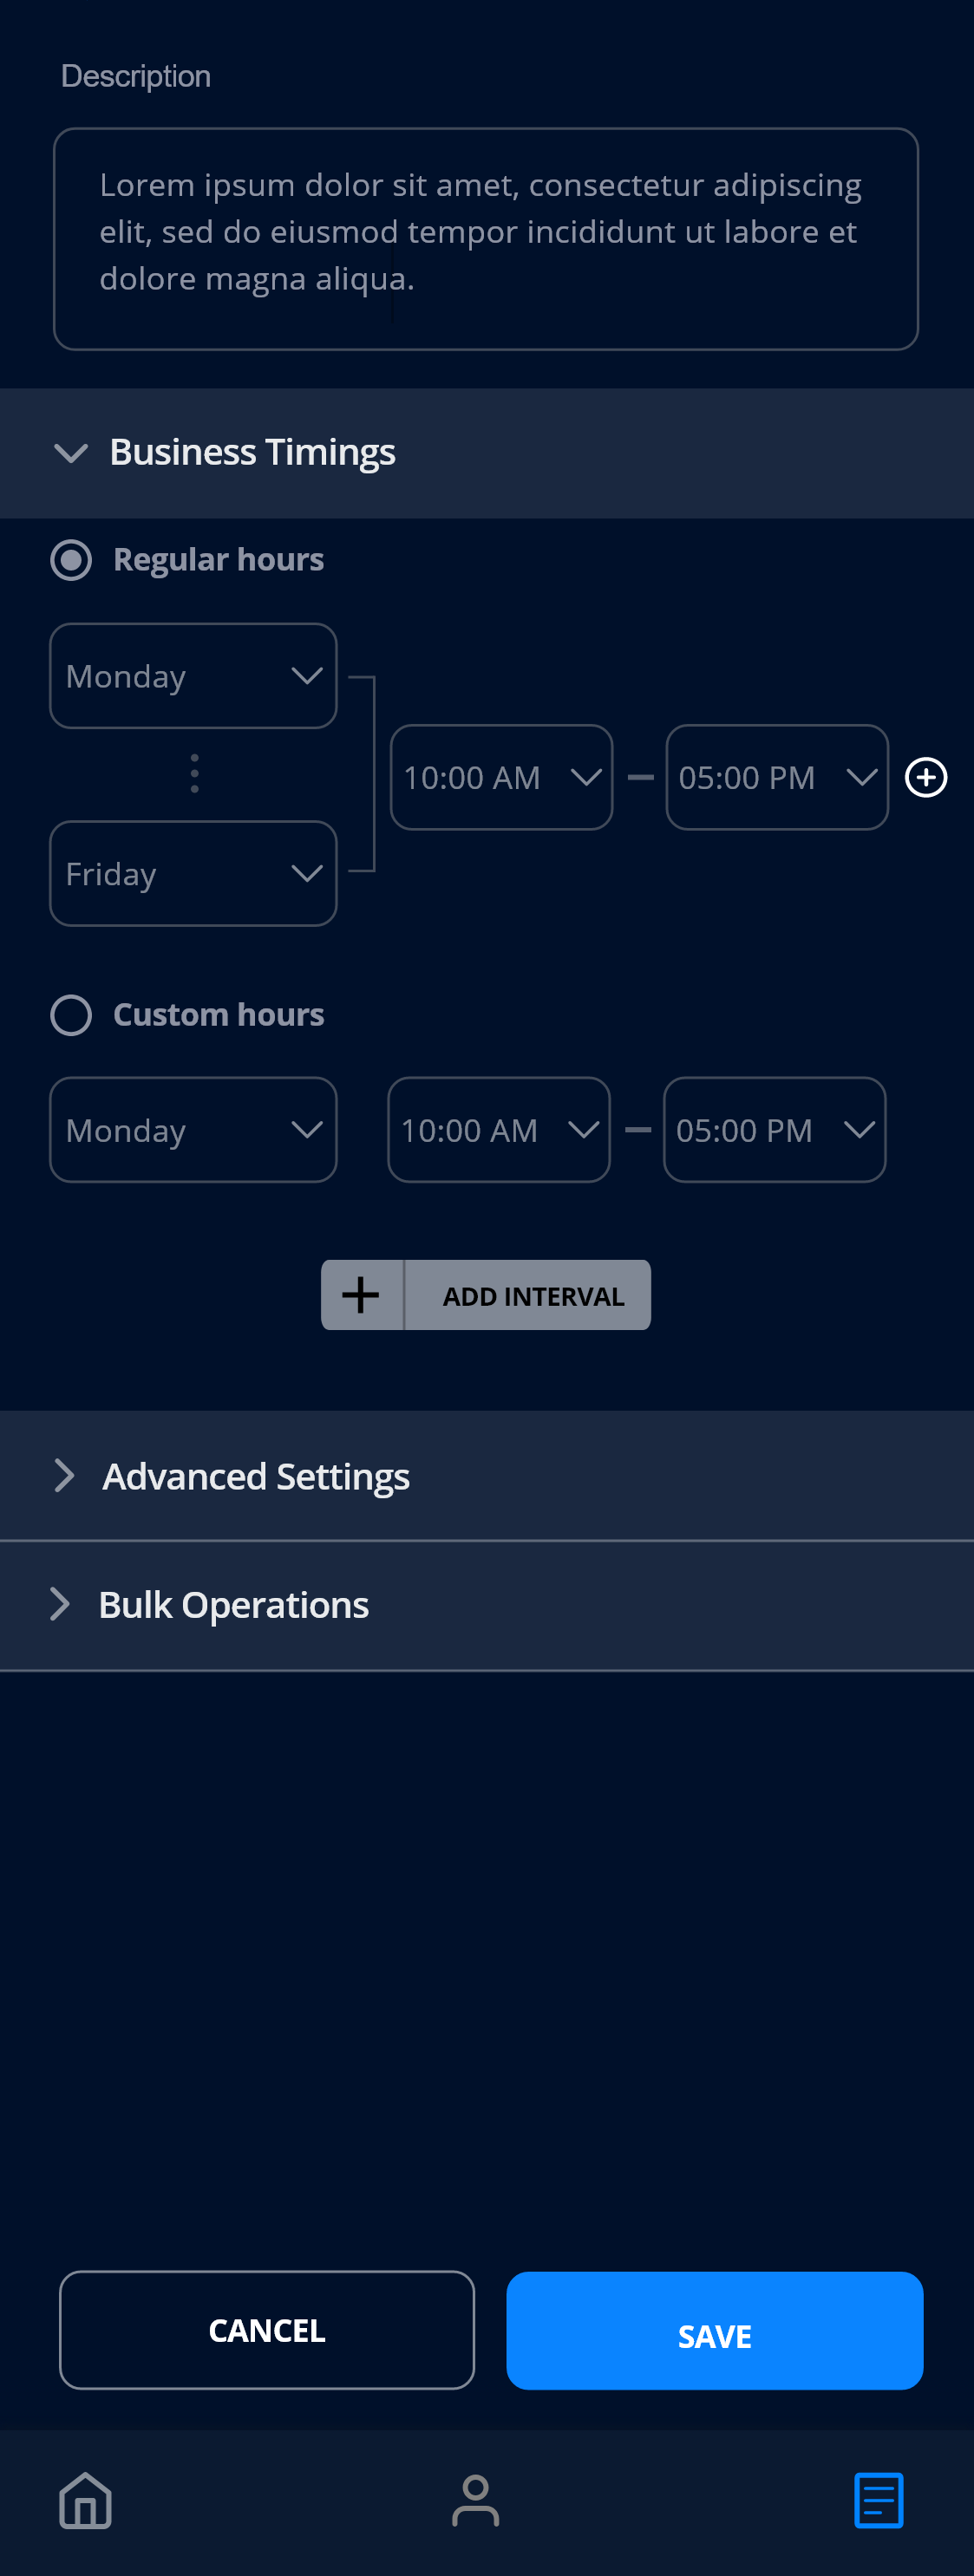 Description
Lorem ipsum dolor sit amet, consectetur adipiscing
elit, sed do eiusmod tempor incididunt ut labore et
dolore magna aliqua.
Business Timings
Regular hours
Monday
10:00 AM
05:00 PM
Friday
Custom hours
Monday
10:00 AM
05:00 PM
ADD INTERVAL
Advanced Settings
Bulk Operations
CANCEL
SAVE